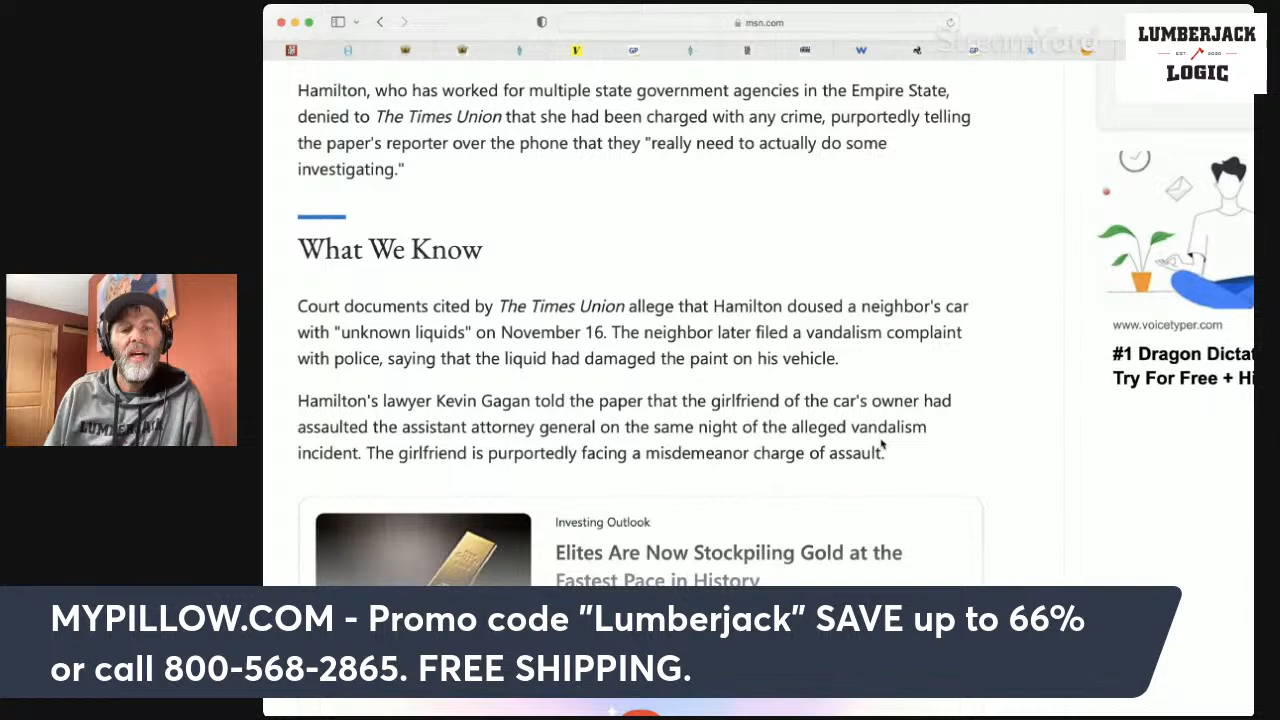 msn.com
StreamYard
LUMBERJACK
EST. 2020
LOGIC
V
GP
W
GP
Hamilton, who has worked for multiple state government agencies in the Empire State,
denied to The Times Union that she had been charged with any crime, purportedly telling
the paper's reporter over the phone that they "really need to actually do some
investigating."
What We Know
Court documents cited by The Times Union allege that Hamilton doused a neighbor's car
with "unknown liquids" on November 16. The neighbor later filed a vandalism complaint
with police, saying that the liquid had damaged the paint on his vehicle.
Hamilton's lawyer Kevin Gagan told the paper that the girlfriend of the car's owner had
assaulted the assistant attorney general on the same night of the alleged vandalism
incident. The girlfriend is purportedly facing a misdemeanor charge of assault.
www.voicetyper.com
#1 Dragon Dictat
Try For Free + Hi
LUMBERJACK
Investing Outlook
Elites Are Now Stockpiling Gold at the
Fastest Pace in History
MYPILLOW.COM - Promo code "Lumberjack" SAVE up to 66%
or call 800-568-2865. FREE SHIPPING.